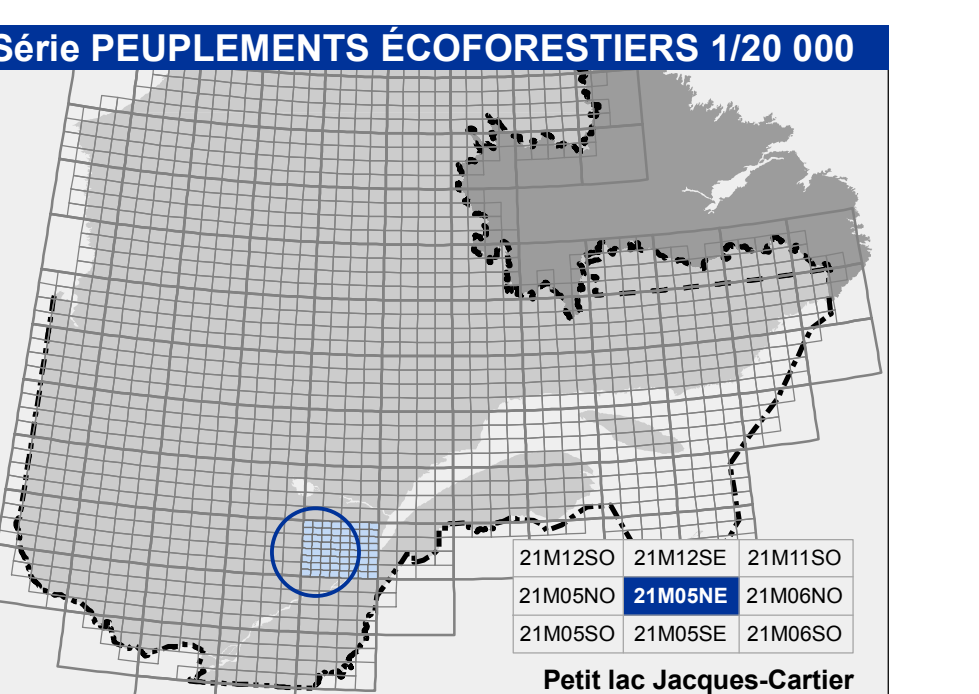 Série PEUPLEMENTS ÉCOFORESTIERS 1/20 000
21M12SO 21M12SE 21M11SO
21M05NO 21M05NE 21M06NO
21M05SO 21M05SE 21M06SO
Petit lac Jacques-Cartier